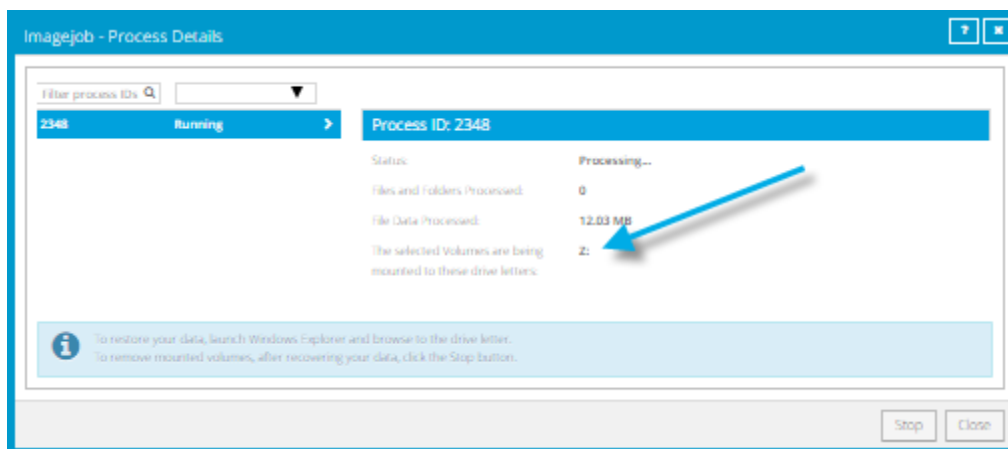 Imagejob - Process Details
Filter process IDs
2348 Running
Process ID: 2348
Status: Processing...
Files and Folders Processed: 0
File Data Processed: 12.03 MB
The selected Volumes are being Z:
mounted to these drive letters:
To restore your data, launch Windows Explorer and browse to the drive letter.
To remove mounted volumes, after recovering your data, click the Stop button.
Stop Close